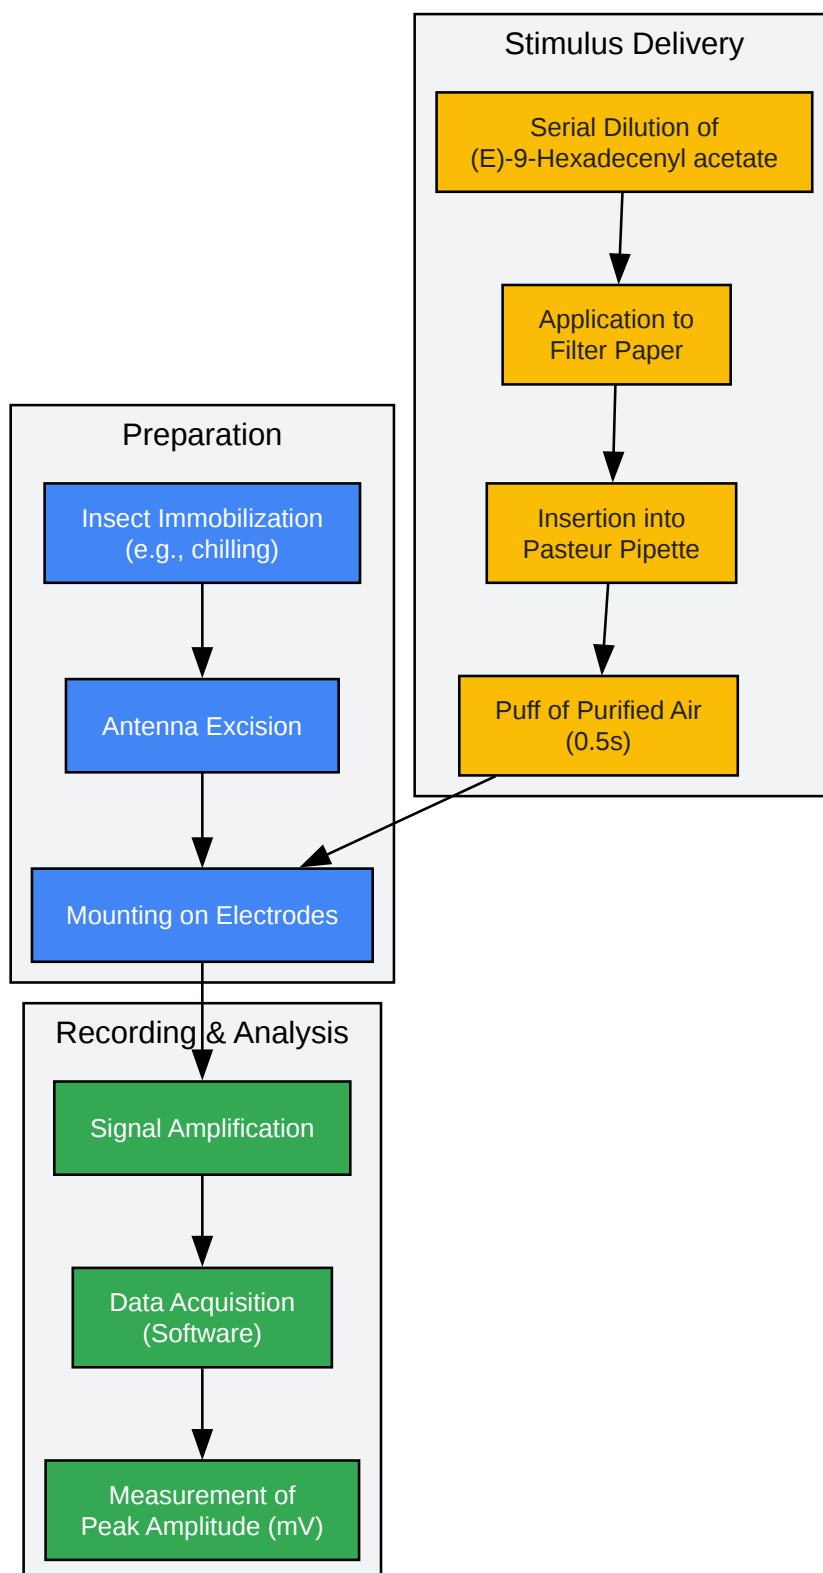 Stimulus Delivery
Serial Dilution of
(E)-9-Hexadecenyl acetate
Application to
Filter Paper
Insertion into
Pasteur Pipette
Puff of Purified Air
(0.5s)
Preparation
Insect Immobilization
(e.g., chilling)
Antenna Excision
Mounting on Electrodes
Recording & Analysis
Signal Amplification
Data Acquisition
(Software)
Measurement of
Peak Amplitude (mV)